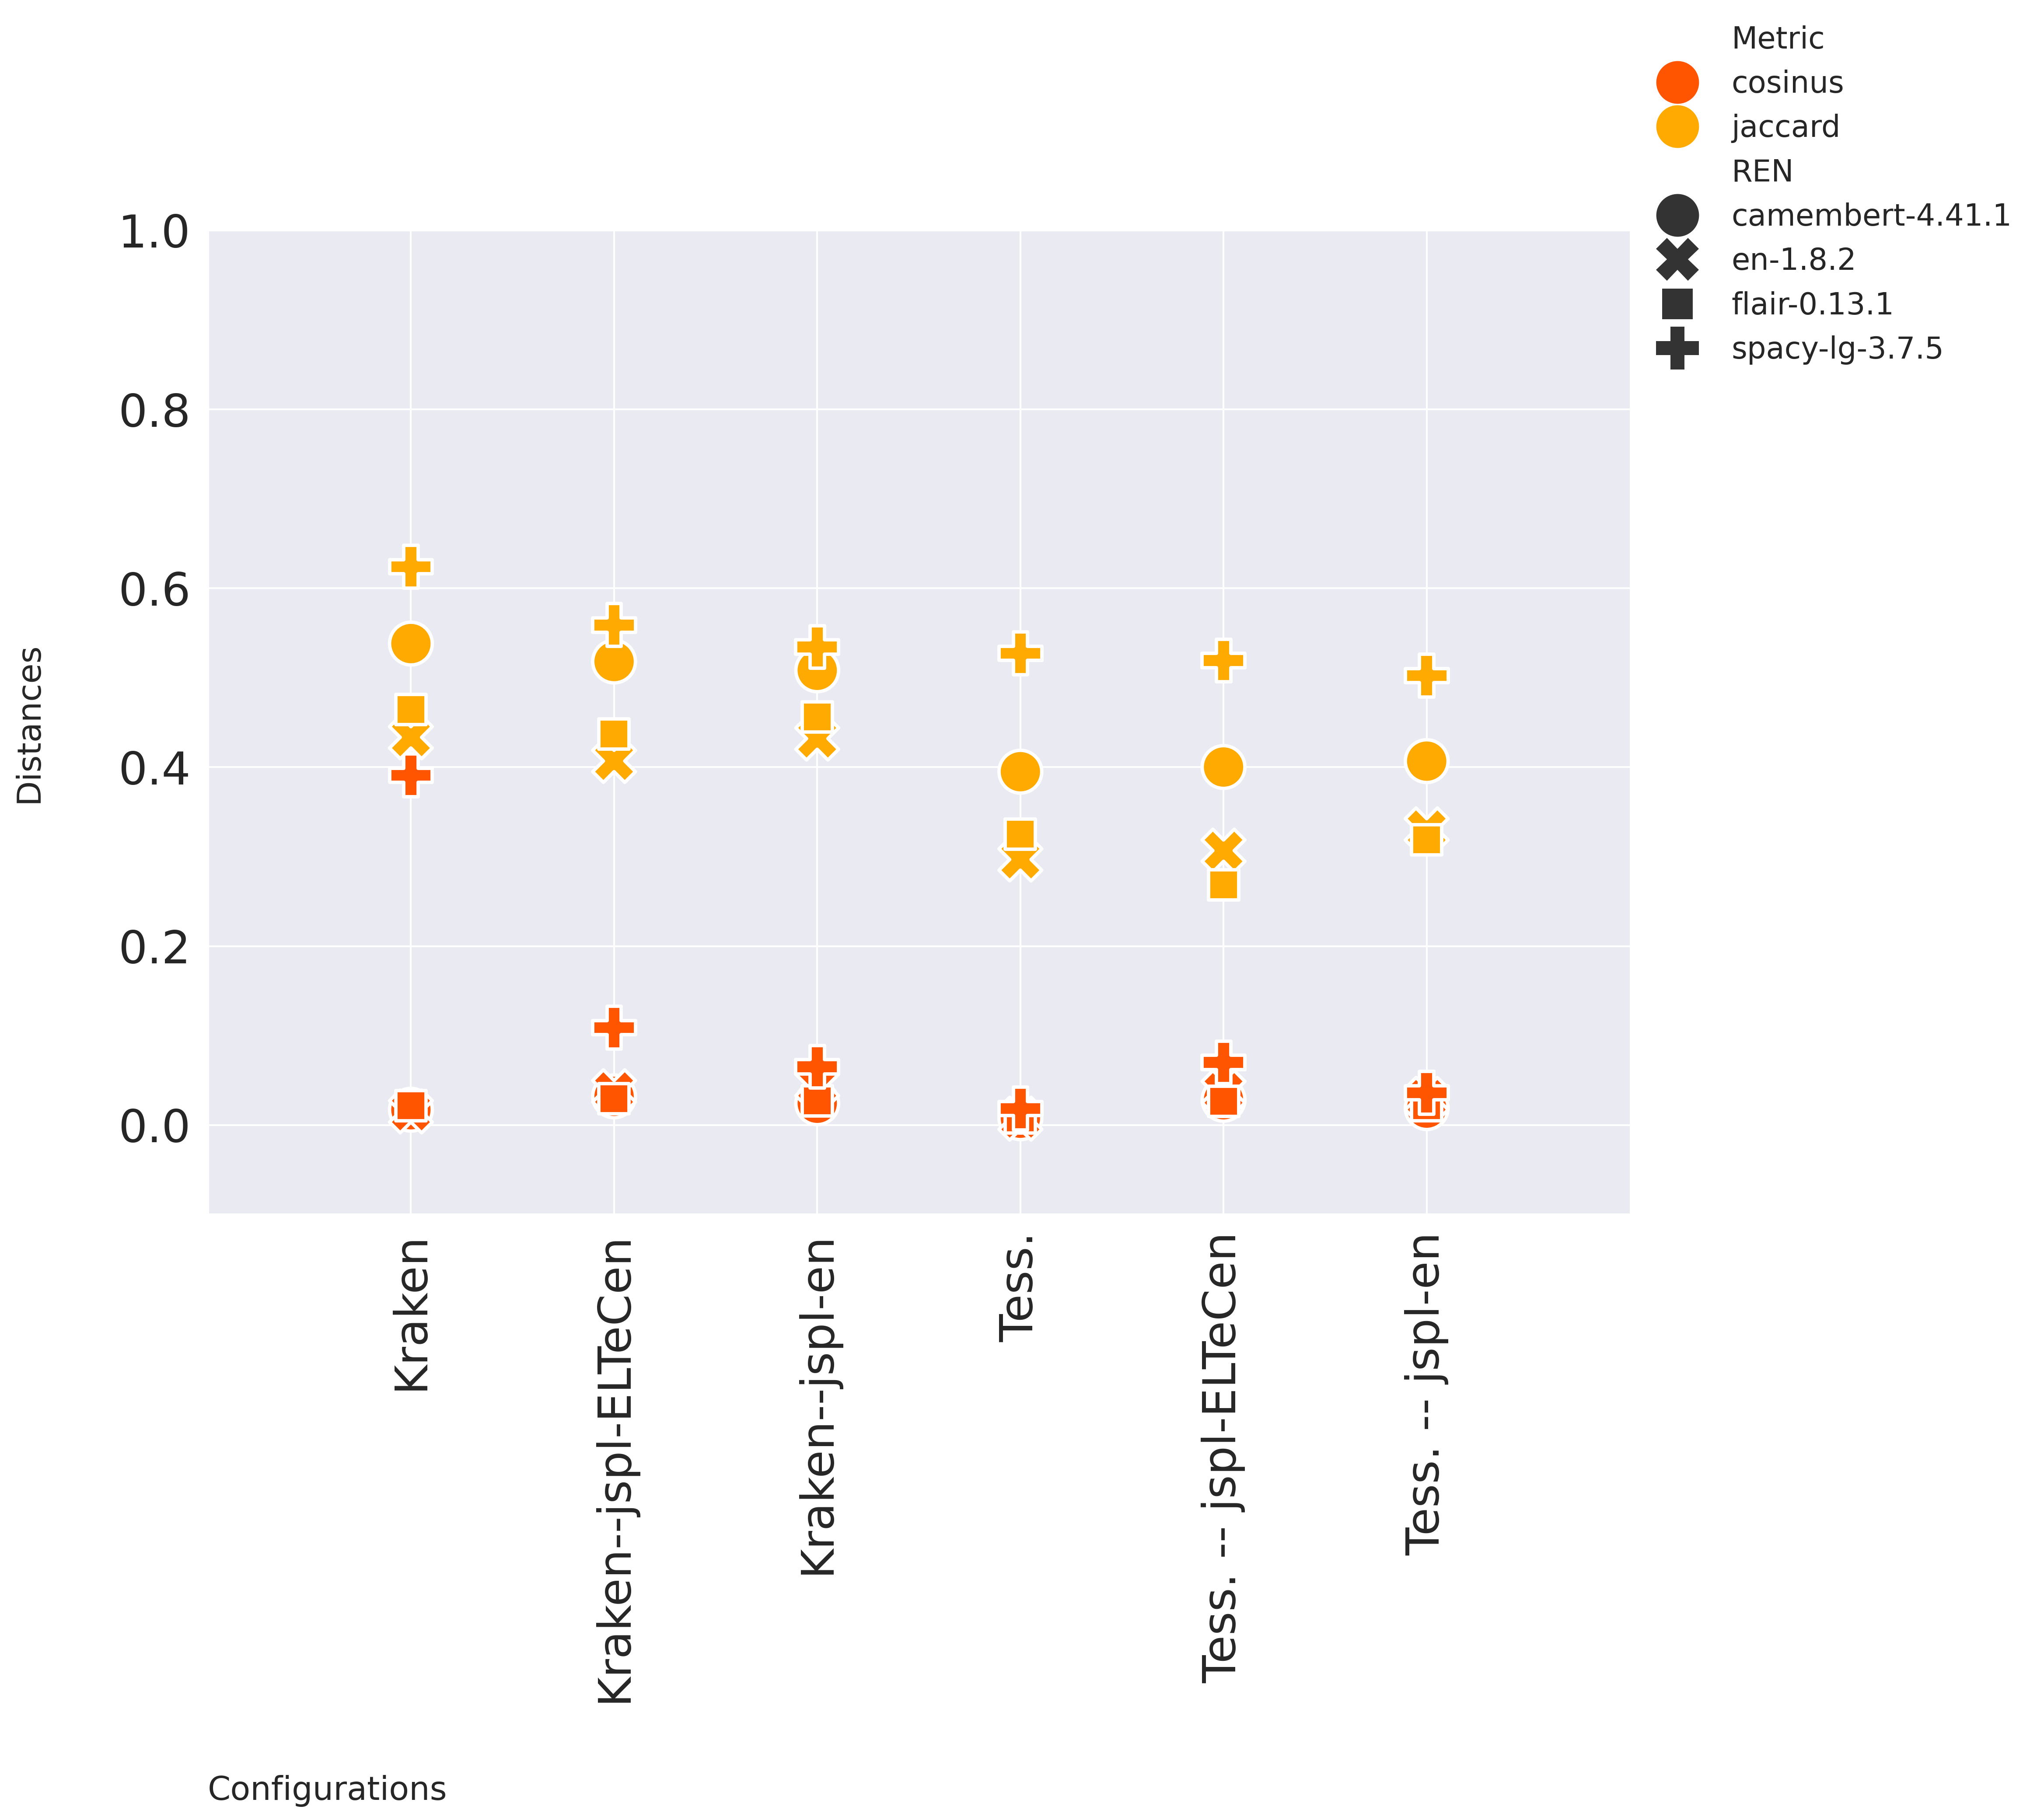 Metric
cosinus
jaccard
REN
camembert-4.41.1
en-1.8.2
flair-0.13.1
spacy-lg-3.7.5
1.0
0.8
0.6
0.4
0.2
0.0
Distances
Kraken
Kraken--jspl-ELTeCen
Kraken--jspl-en
Tess.
Tess. -- jspl-ELTeCen
Tess. -- jspl-en
Configurations